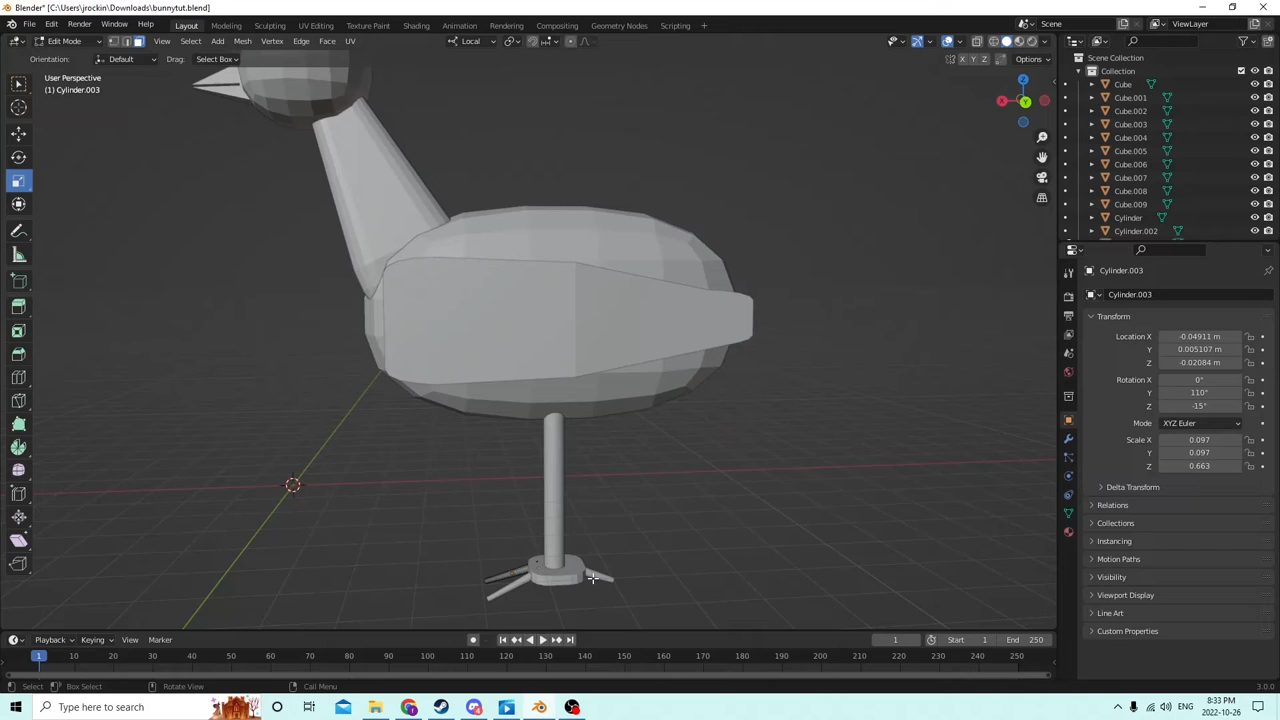 Blender* [C:\Users\jrockin\Downloads\bunnytut.blend]
File Edit Render Window Help Layout Modeling Sculpting UV Editing Texture Paint Shading Animation Rendering Compositing Geometry Nodes Scripting + Scene View Layer
Edit Mode View Select Add Mesh Vertex Edge Face UV Local
Orientation: Default Drag: Select Box X Y Z Options
User Perspective
(1) Cylinder.003
Z
X Y
Scene Collection
Collection
Cube
Cube.001
Cube.002
Cube.003
Cube.004
Cube.005
Cube.006
Cube.007
Cube.008
Cube.009
Cylinder
Cylinder.002
Cylinder.003
Cylinder.003
Transform
Location X -0.04911 m
Y 0.005107 m
Z -0.02084 m
Rotation X 0°
Y 110°
Z -15°
Mode XYZ Euler
Scale X 0.097
Y 0.097
Z 0.663
Delta Transform
Relations
Collections
Instancing
Motion Paths
Visibility
Viewport Display
Line Art
Custom Properties
Playback Keying View Marker 1 Start 1 End 250
1 10 20 30 40 50 60 70 80 90 100 110 120 130 140 150 160 170 180 190 200 210 220 230 240 250
Select Box Select Rotate View Call Menu 3.0.0
Type here to search ENG 8:33 PM
2022-10-26